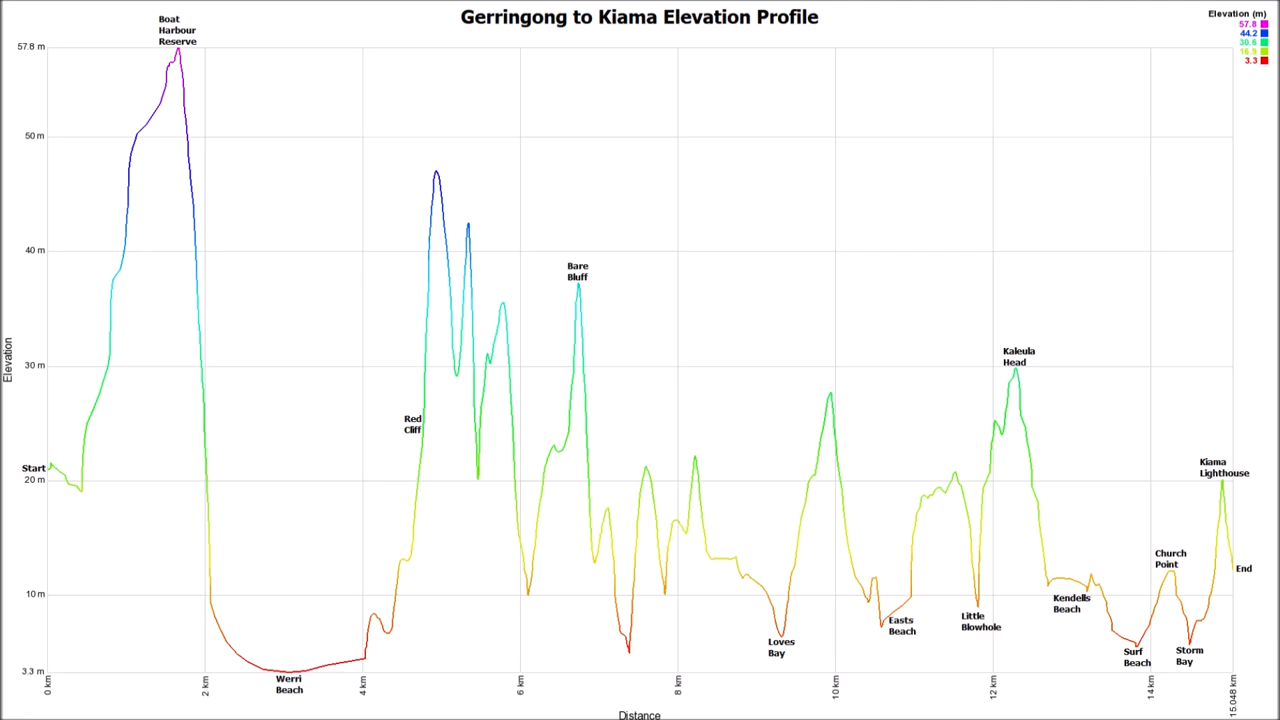 Gerringong to Kiama Elevation Profile
Elevation (m)
57.8
44.2
30.6
16.9
3.3
Boat
Harbour
Reserve
57.8 m
50 m
40 m
30 m
20 m
10 m
3.3 m
Elevation
Start
Werri
Beach
Red
Cliff
Bare
Bluff
Loves
Bay
Easts
Beach
Little
Blowhole
Kaleula
Head
Kendells
Beach
Surf
Beach
Church
Point
Storm
Bay
Kiama
Lighthouse
End
0 km
2 km
4 km
6 km
8 km
10 km
12 km
14 km
15.048 km
Distance